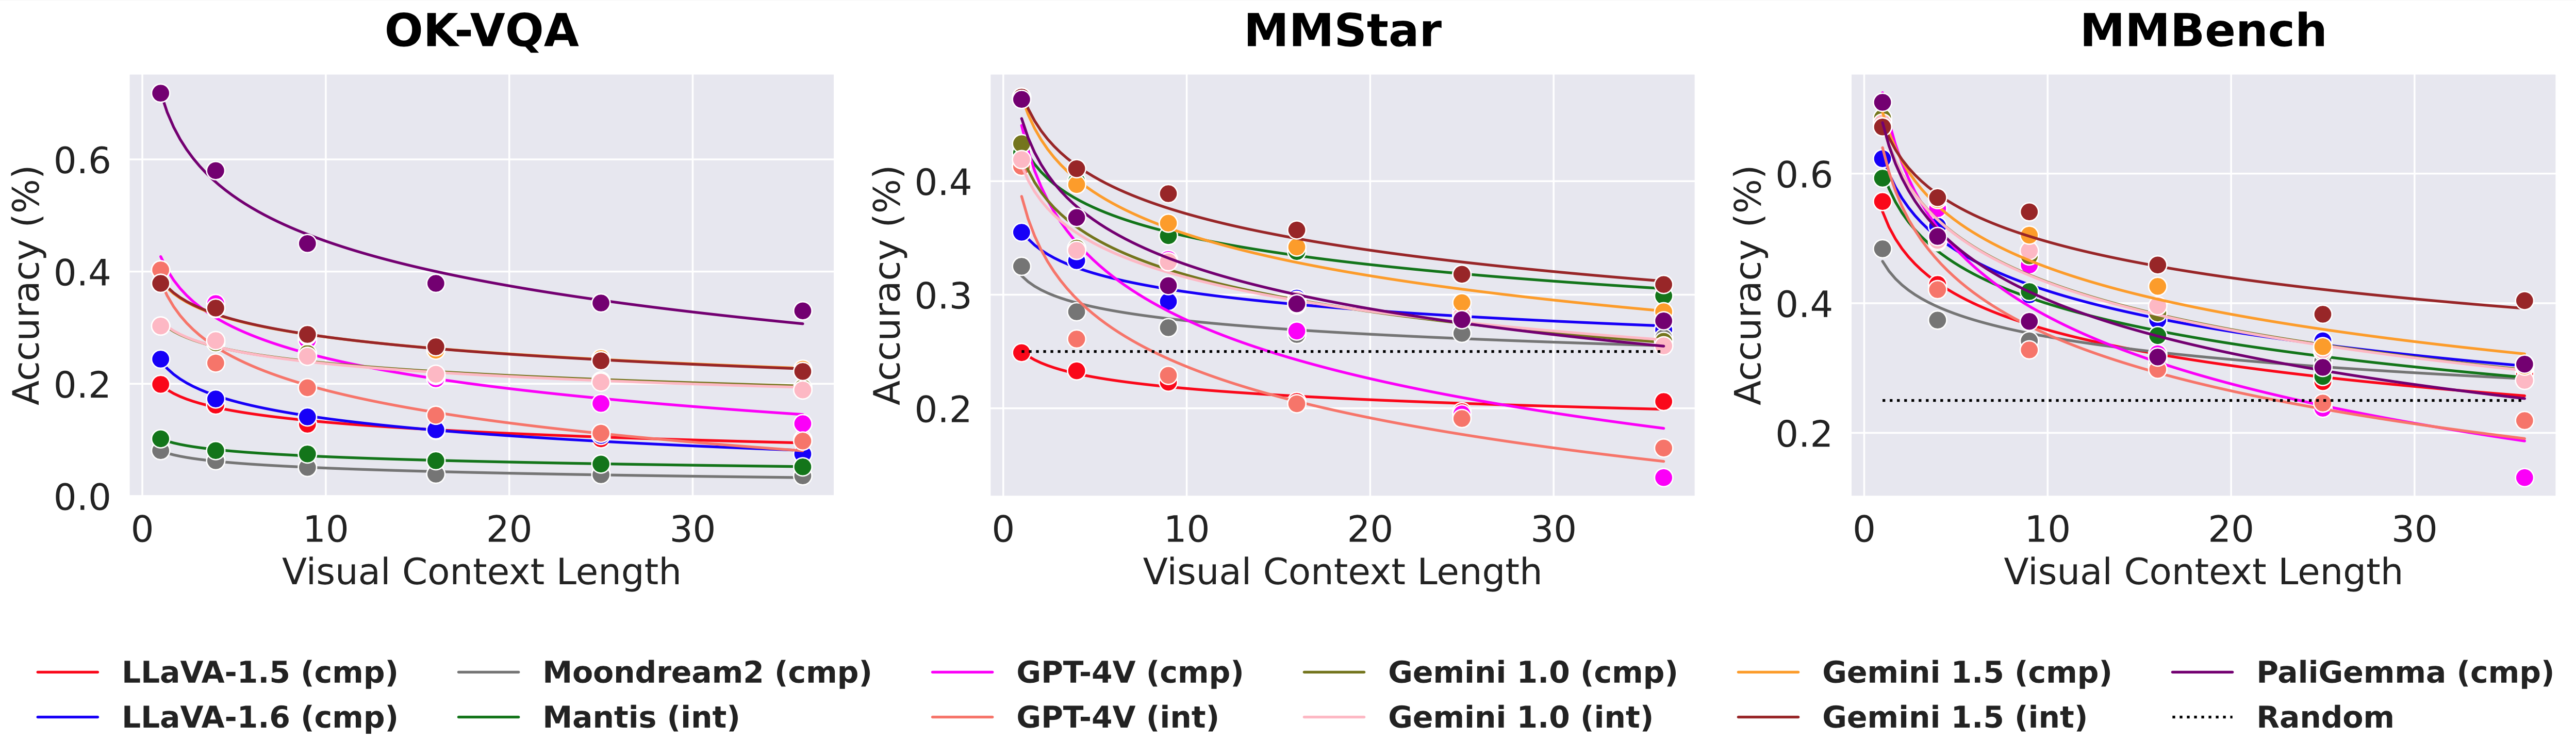 OK-VQA
MMStar
MMBench
Accuracy (%)
0.6
0.4
0.2
0.0
0 10 20 30
Visual Context Length
Accuracy (%)
0.4
0.3
0.2
0 10 20 30
Visual Context Length
Accuracy (%)
0.6
0.4
0.2
0 10 20 30
Visual Context Length
LLaVA-1.5 (cmp) Moondream2 (cmp) GPT-4V (cmp) Gemini 1.0 (cmp) Gemini 1.5 (cmp) PaliGemma (cmp)
LLaVA-1.6 (cmp) Mantis (int) GPT-4V (int) Gemini 1.0 (int) Gemini 1.5 (int) Random